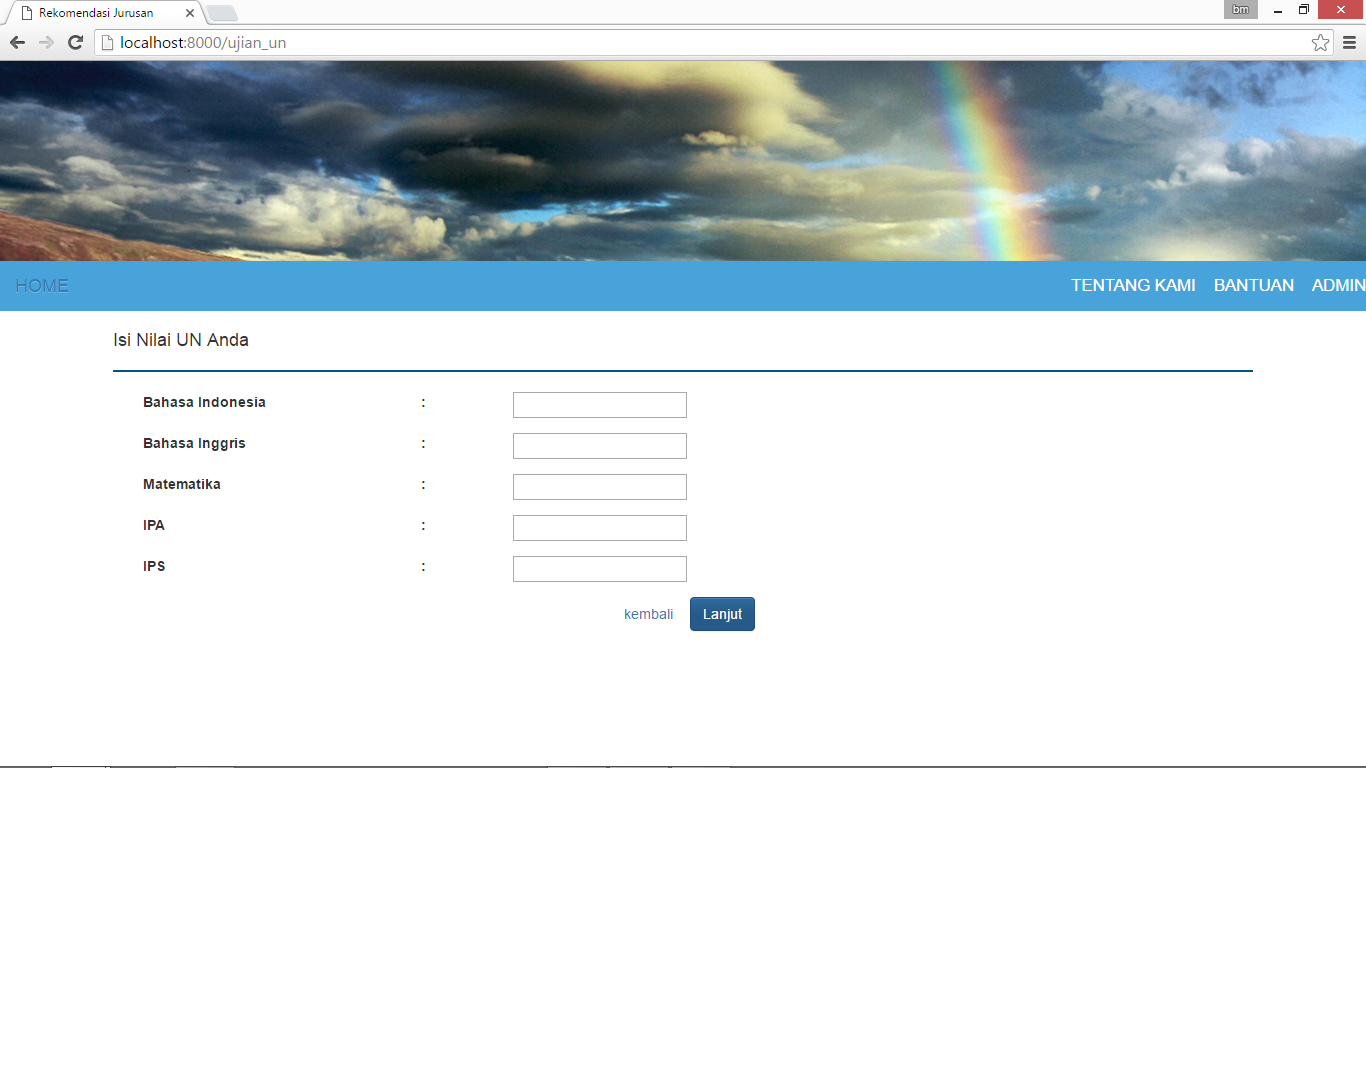 Rekomendasi Jurusan
bm
localhost:8000/ujian_un
HOME TENTANG KAMI BANTUAN ADMIN
Isi Nilai UN Anda
Bahasa Indonesia :
Bahasa Inggris :
Matematika :
IPA :
IPS :
kembali Lanjut